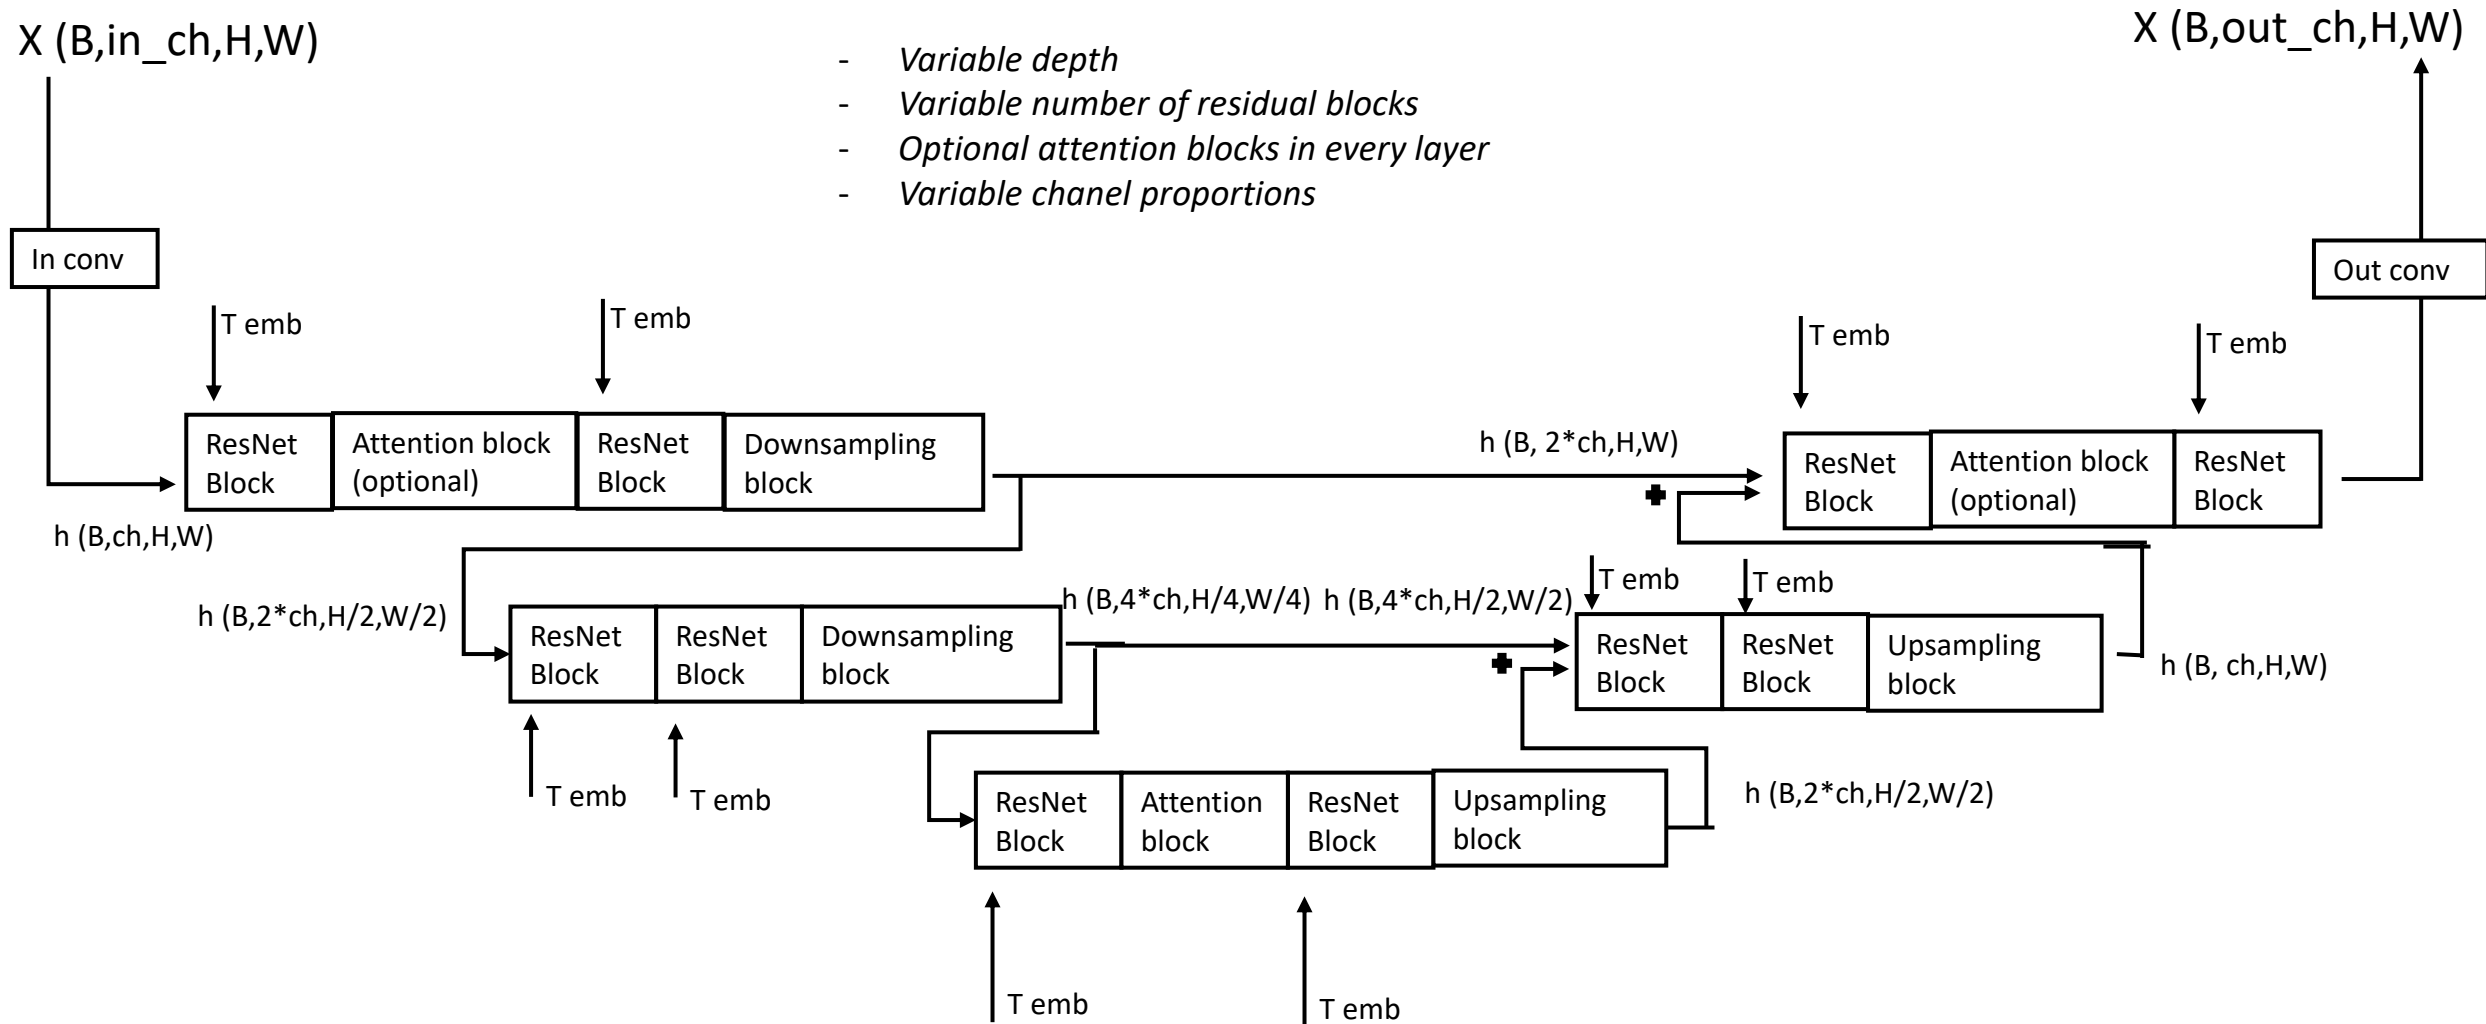 X (B,in_ch,H,W)
X (B,out_ch,H,W)
- Variable depth
- Variable number of residual blocks
- Optional attention blocks in every layer
- Variable chanel proportions
In conv
Out conv
T emb
T emb
T emb
T emb
ResNet
Block
Attention block
(optional)
ResNet
Block
Downsampling
block
h (B, 2*ch,H,W)
ResNet
Block
Attention block
(optional)
ResNet
Block
h (B,ch,H,W)
h (B,2*ch,H/2,W/2)
ResNet
Block
ResNet
Block
Downsampling
block
h (B,4*ch,H/4,W/4)
h (B,4*ch,H/2,W/2)
T emb
T emb
ResNet
Block
ResNet
Block
Upsampling
block
h (B, ch,H,W)
T emb
T emb
ResNet
Block
Attention
block
ResNet
Block
Upsampling
block
h (B,2*ch,H/2,W/2)
T emb
T emb